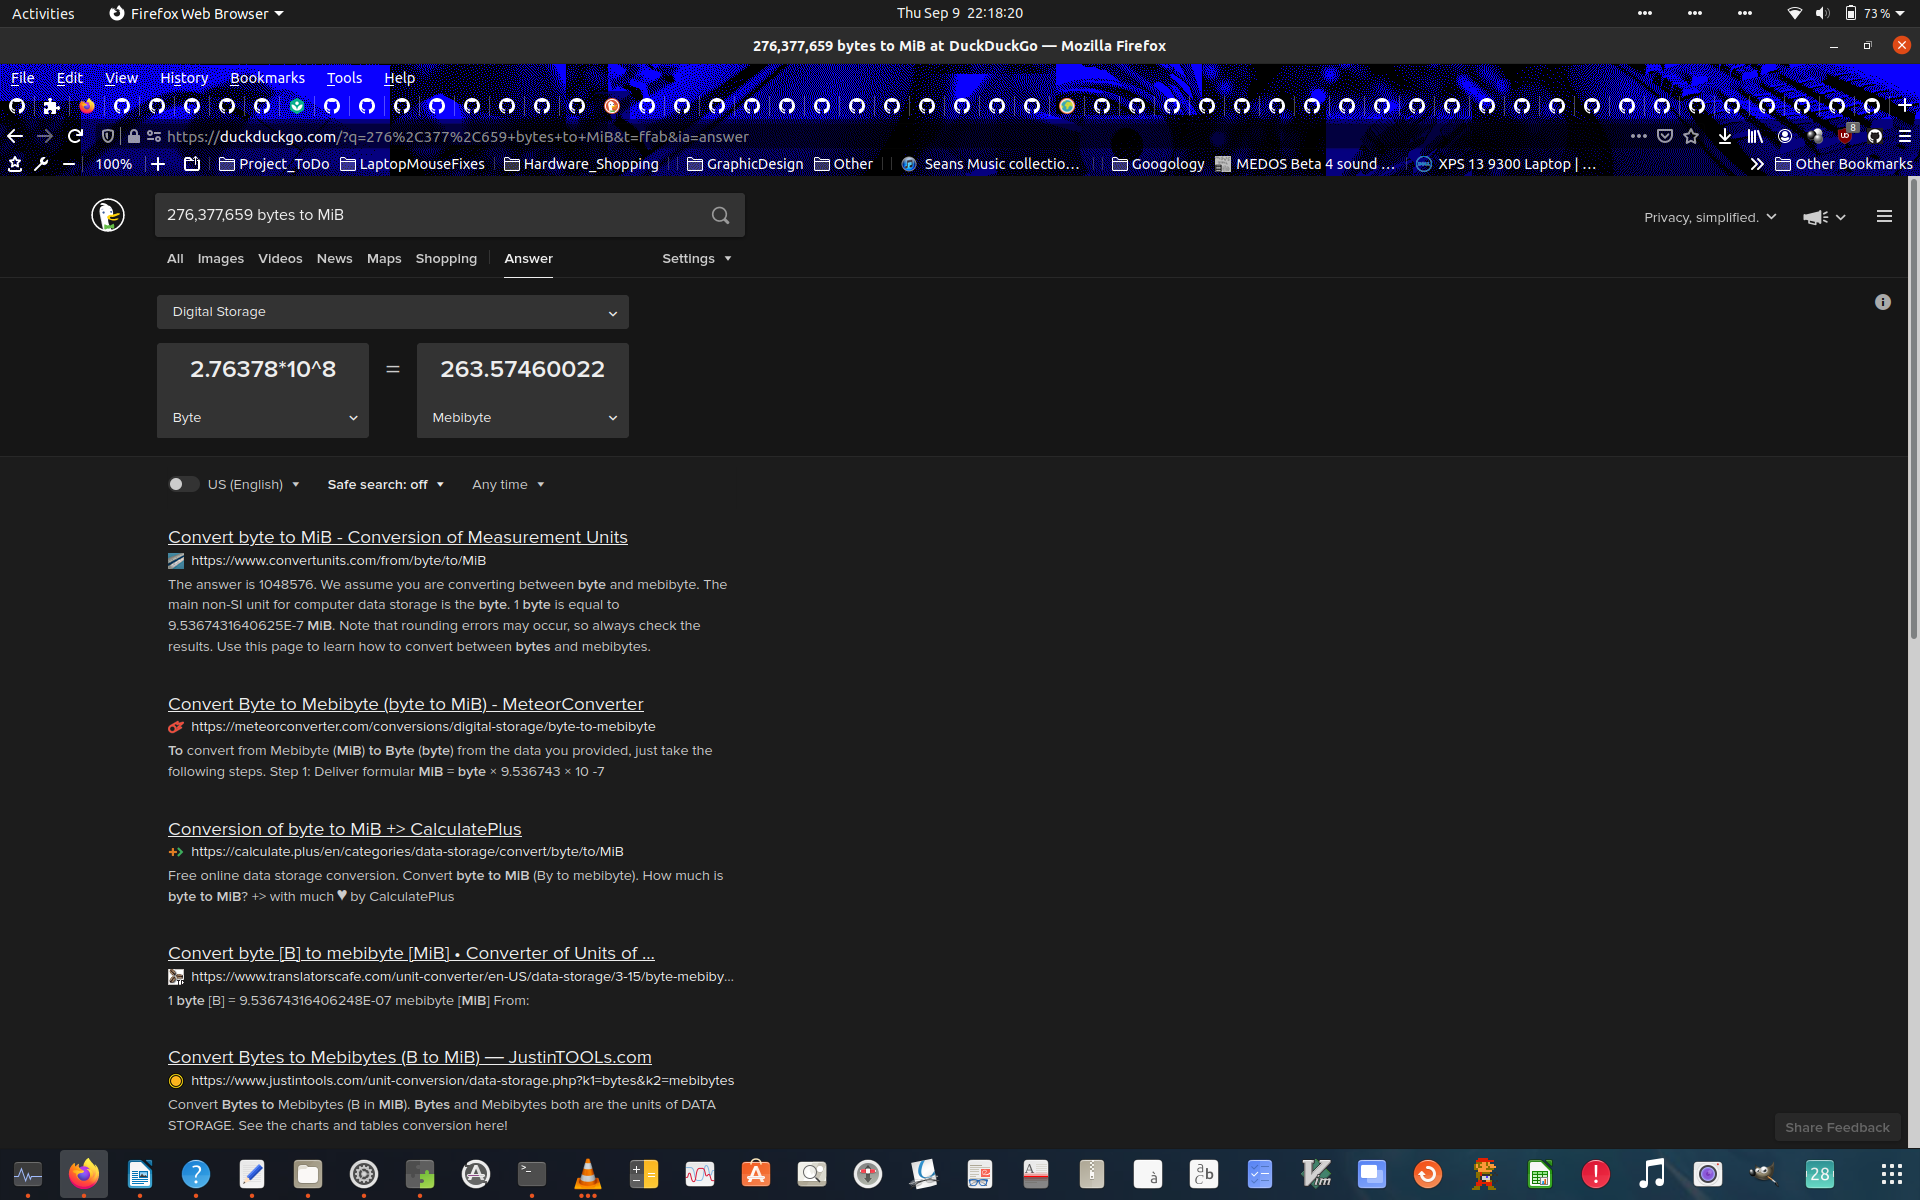 Activities Firefox Web Browser Thu Sep 9 22:18:20 73 %
276,377,659 bytes to MiB at DuckDuckGo — Mozilla Firefox
File Edit View History Bookmarks Tools Help
https://duckduckgo.com/?q=276%2C377%2C659+bytes+to+MiB&t=ffab&ia=answer 8
100% Project_ToDo LaptopMouseFixes Hardware_Shopping GraphicDesign Other Seans Music collectio… Googology MEDOS Beta 4 sound … XPS 13 9300 Laptop | … Other Bookmarks
276,377,659 bytes to MiB Privacy, simplified.
All Images Videos News Maps Shopping Answer Settings
Digital Storage
2.76378*10^8 = 263.57460022
Byte Mebibyte
US (English) Safe search: off Any time
Convert byte to MiB - Conversion of Measurement Units
https://www.convertunits.com/from/byte/to/MiB
The answer is 1048576. We assume you are converting between byte and mebibyte. The
main non-SI unit for computer data storage is the byte. 1 byte is equal to
9.5367431640625E-7 MiB. Note that rounding errors may occur, so always check the
results. Use this page to learn how to convert between bytes and mebibytes.
Convert Byte to Mebibyte (byte to MiB) - MeteorConverter
https://meteorconverter.com/conversions/digital-storage/byte-to-mebibyte
To convert from Mebibyte (MiB) to Byte (byte) from the data you provided, just take the
following steps. Step 1: Deliver formular MiB = byte × 9.536743 × 10 -7
Conversion of byte to MiB +> CalculatePlus
https://calculate.plus/en/categories/data-storage/convert/byte/to/MiB
Free online data storage conversion. Convert byte to MiB (By to mebibyte). How much is
byte to MiB? +> with much ♥ by CalculatePlus
Convert byte [B] to mebibyte [MiB] • Converter of Units of ...
https://www.translatorscafe.com/unit-converter/en-US/data-storage/3-15/byte-mebiby...
1 byte [B] = 9.53674316406248E-07 mebibyte [MiB] From:
Convert Bytes to Mebibytes (B to MiB) — JustinTOOLs.com
https://www.justintools.com/unit-conversion/data-storage.php?k1=bytes&k2=mebibytes
Convert Bytes to Mebibytes (B in MiB). Bytes and Mebibytes both are the units of DATA
STORAGE. See the charts and tables conversion here!
Share Feedback
28